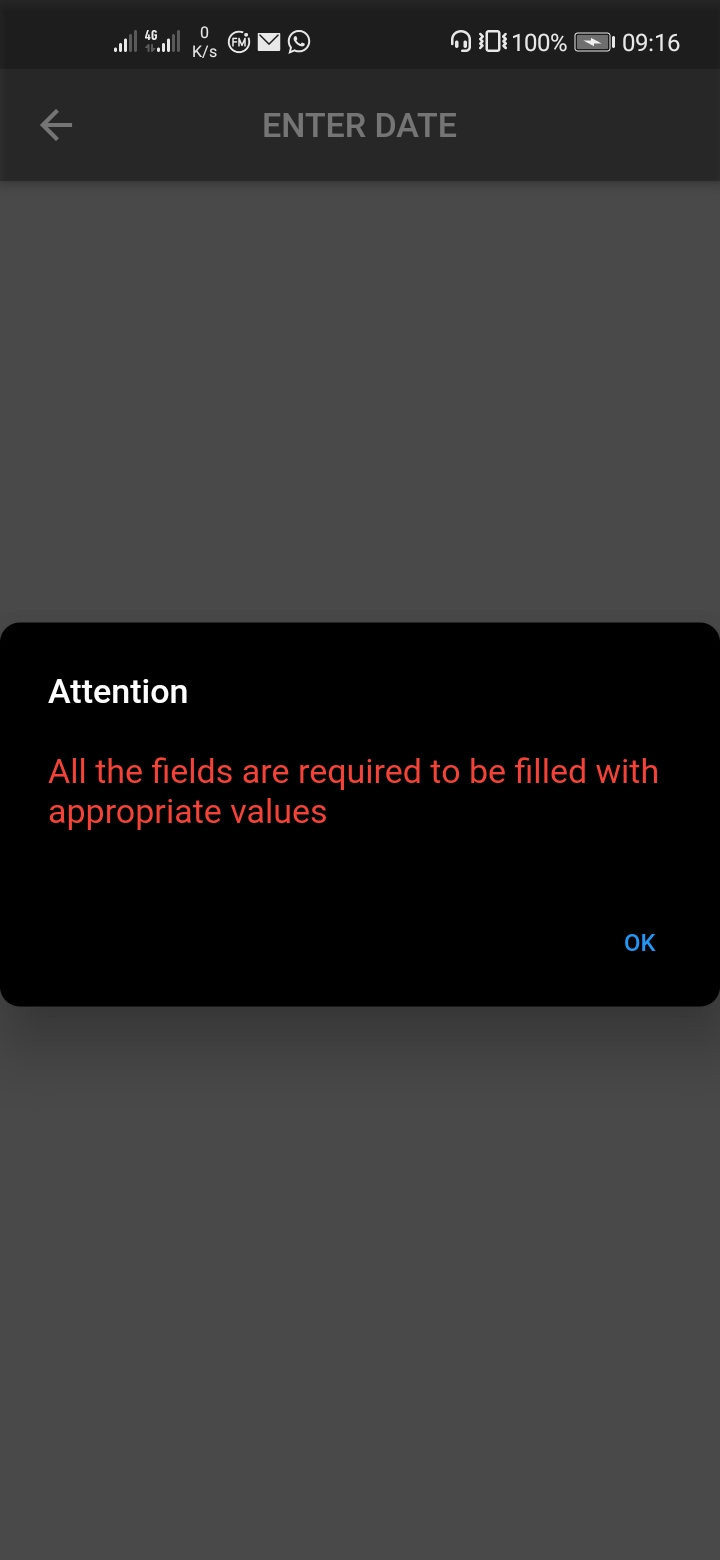 4G
0
K/s
FM
100%
09:16
ENTER DATE
Attention
All the fields are required to be filled with
appropriate values
OK